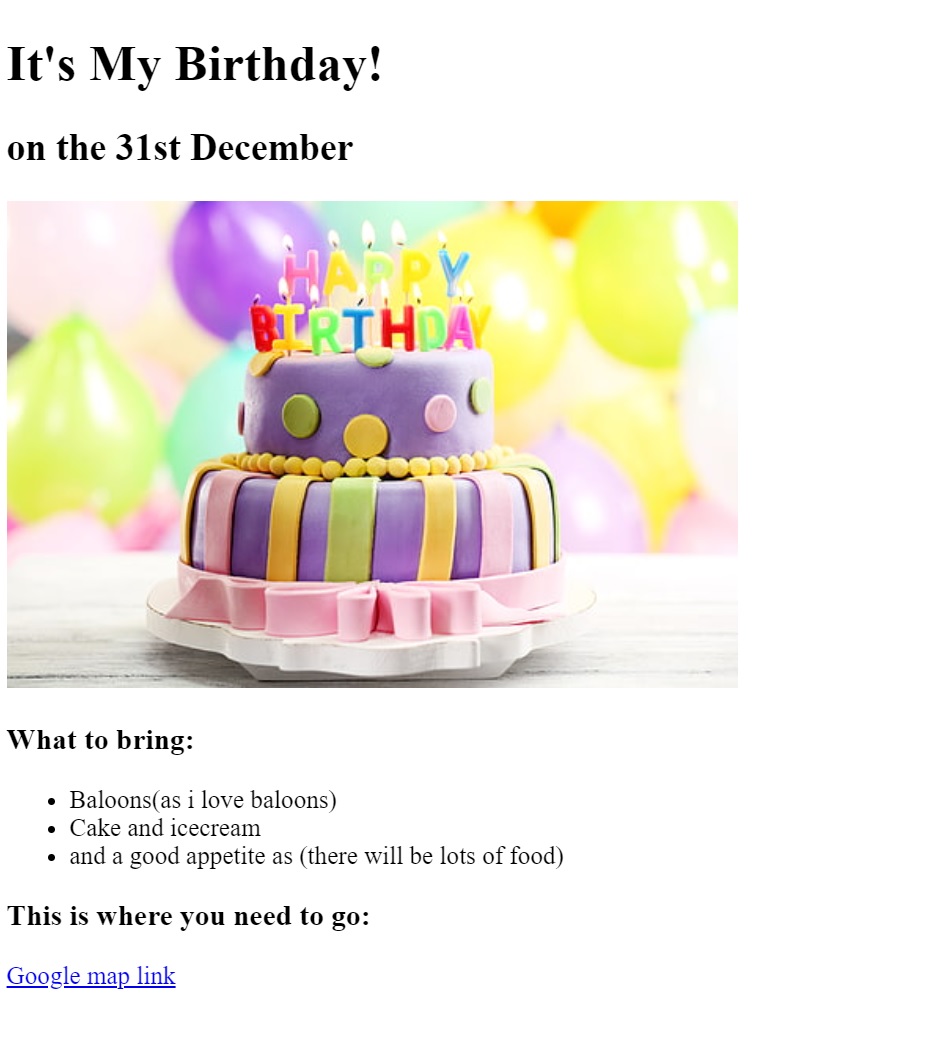 It's My Birthday!
on the 31st December
HAPPY
BIRTHDAY
What to bring:
Baloons(as i love baloons)
Cake and icecream
and a good appetite as (there will be lots of food)
This is where you need to go:
Google map link